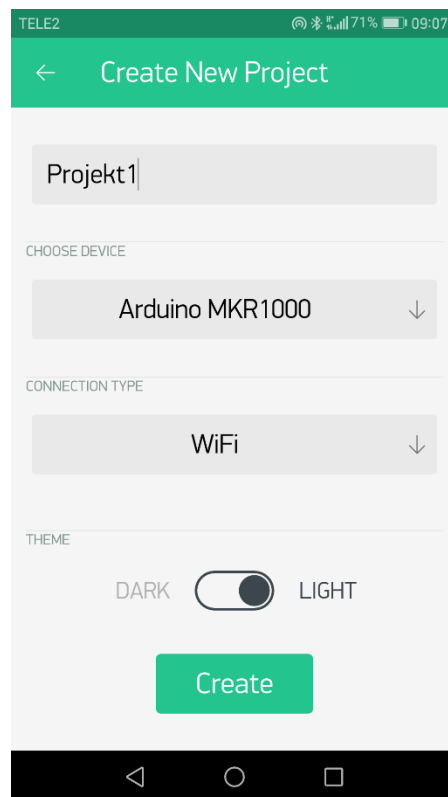 TELE2 71% 09:07
Create New Project
Projekt1
CHOOSE DEVICE
Arduino MKR1000
CONNECTION TYPE
WiFi
THEME
DARK LIGHT
Create